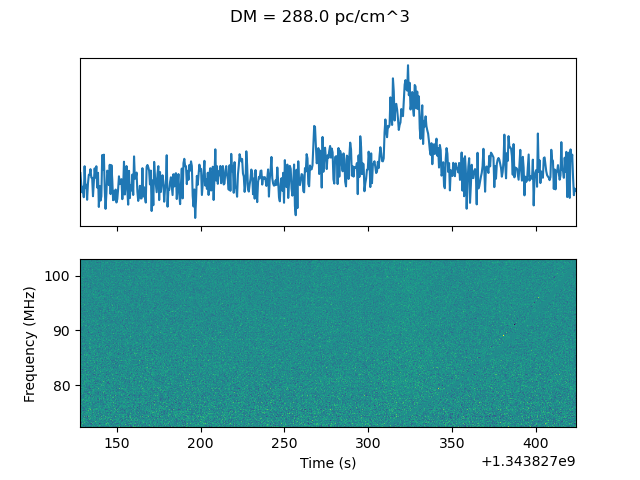 DM = 288.0 pc/cm^3
100
90
80
Frequency (MHz)
150 200 250 300 350 400
Time (s)
+1.343827e9